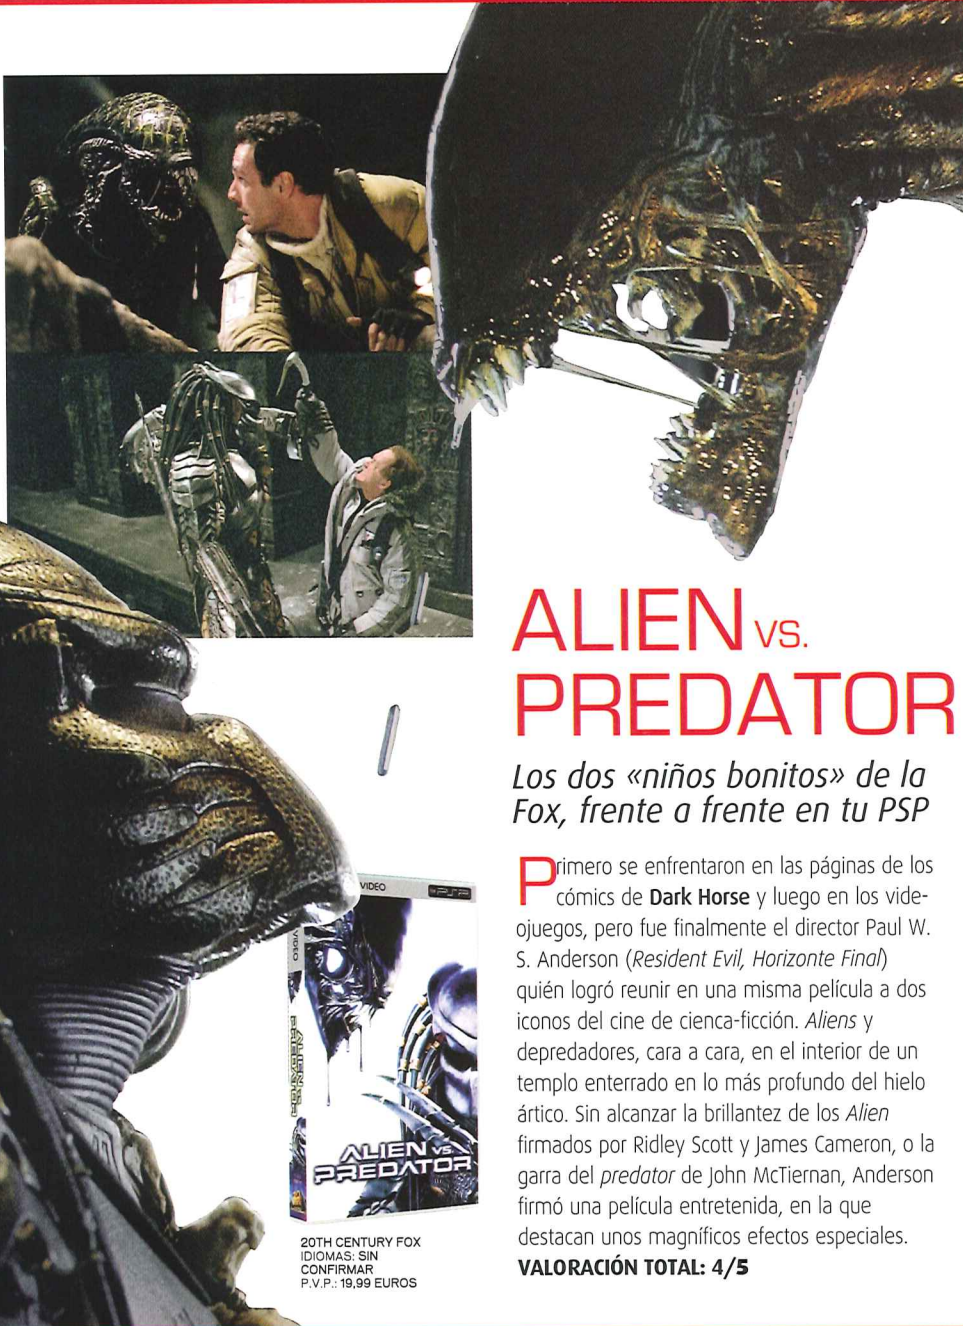 ALIEN VS.
PREDATOR
Los dos «niños bonitos» de la
Fox, frente a frente en tu PSP
Primero se enfrentaron en las páginas de los
cómics de Dark Horse y luego en los vide-
ojuegos, pero fue finalmente el director Paul W.
S. Anderson (Resident Evil, Horizonte Final)
quién logró reunir en una misma película a dos
iconos del cine de cienca-ficción. Aliens y
depredadores, cara a cara, en el interior de un
templo enterrado en lo más profundo del hielo
ártico. Sin alcanzar la brillantez de los Alien
firmados por Ridley Scott y James Cameron, o la
garra del predator de John McTiernan, Anderson
firmó una película entretenida, en la que
destacan unos magníficos efectos especiales.
VALORACIÓN TOTAL: 4/5
VIDEO
PSP
VIDEO
ALIEN VS.
PREDATOR
ALIEN VS.
PREDATOR
20TH CENTURY FOX
IDIOMAS: SIN
CONFIRMAR
P.V.P.: 19,99 EUROS